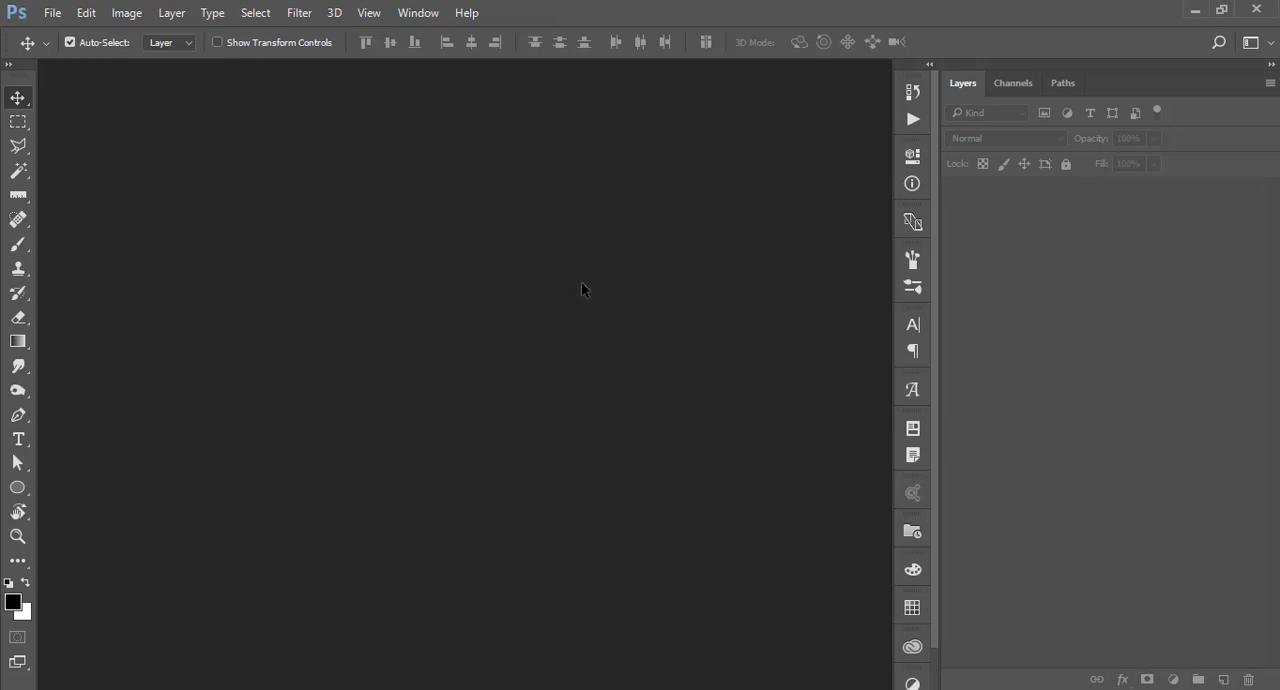 Ps File Edit Image Layer Type Select Filter 3D View Window Help
Auto-Select: Layer Show Transform Controls 3D Mode:
Layers Channels Paths
Kind
Normal Opacity: 100%
Lock: Fill: 100%